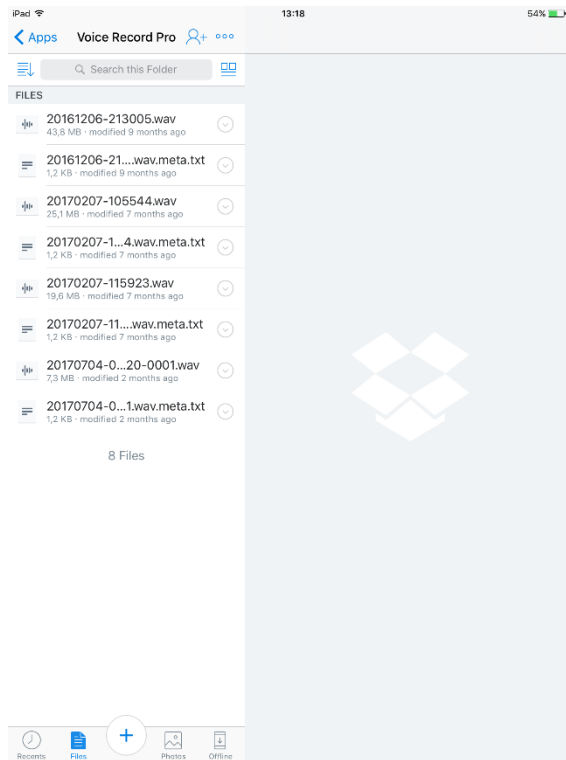 iPad 13:18 54%
Apps Voice Record Pro
Search this Folder
FILES
20161206-213005.wav
43,8 MB · modified 9 months ago
20161206-21....wav.meta.txt
1,2 KB · modified 9 months ago
20170207-105544.wav
25,1 MB · modified 7 months ago
20170207-1...4.wav.meta.txt
1,2 KB · modified 7 months ago
20170207-115923.wav
19,6 MB · modified 7 months ago
20170207-11....wav.meta.txt
1,2 KB · modified 7 months ago
20170704-0...20-0001.wav
7,3 MB · modified 2 months ago
20170704-0...1.wav.meta.txt
1,2 KB · modified 2 months ago
8 Files
Recents Files Photos Offline